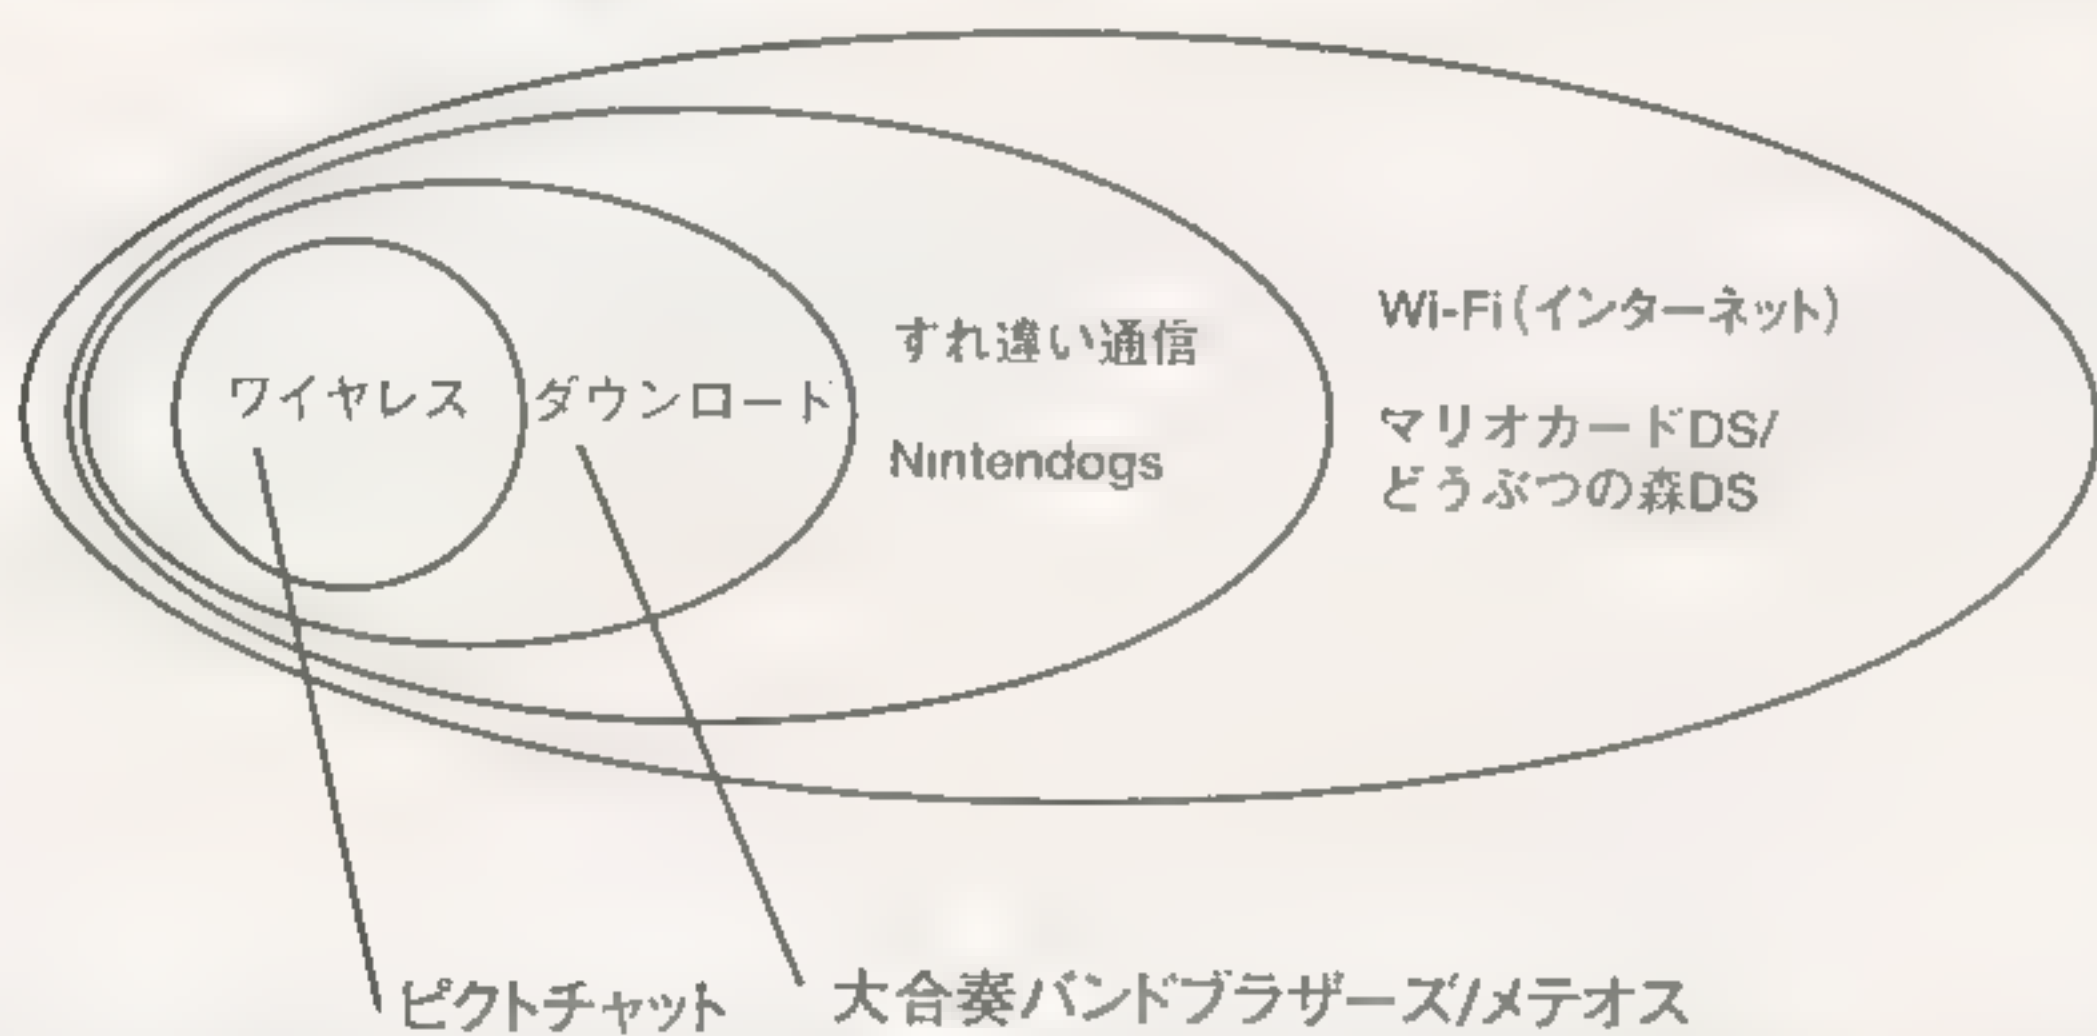 ワイヤレス
ダウンロード
すれ違い通信
Nintendogs
Wi-Fi（インターネット）
マリオカードDS/
どうぶつの森DS
ピクトチャット
大合奏バンドブラザーズ/メテオス